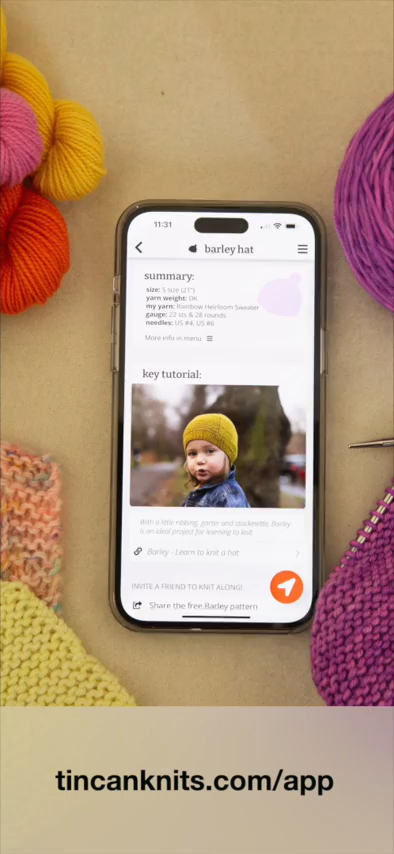 11:31
barley hat
summary:
size: S size (21")
yarn weight: DK
my yarn: Rainbow Heirloom Sweater
gauge: 22 sts & 28 rounds
needles: US #4, US #6
More info in menu
key tutorial:
With a little ribbing, garter and stockinette, Barley
is an ideal project for learning to knit
Barley - Learn to knit a hat
INVITE A FRIEND TO KNIT ALONG!
Share the free Barley pattern
tincanknits.com/app